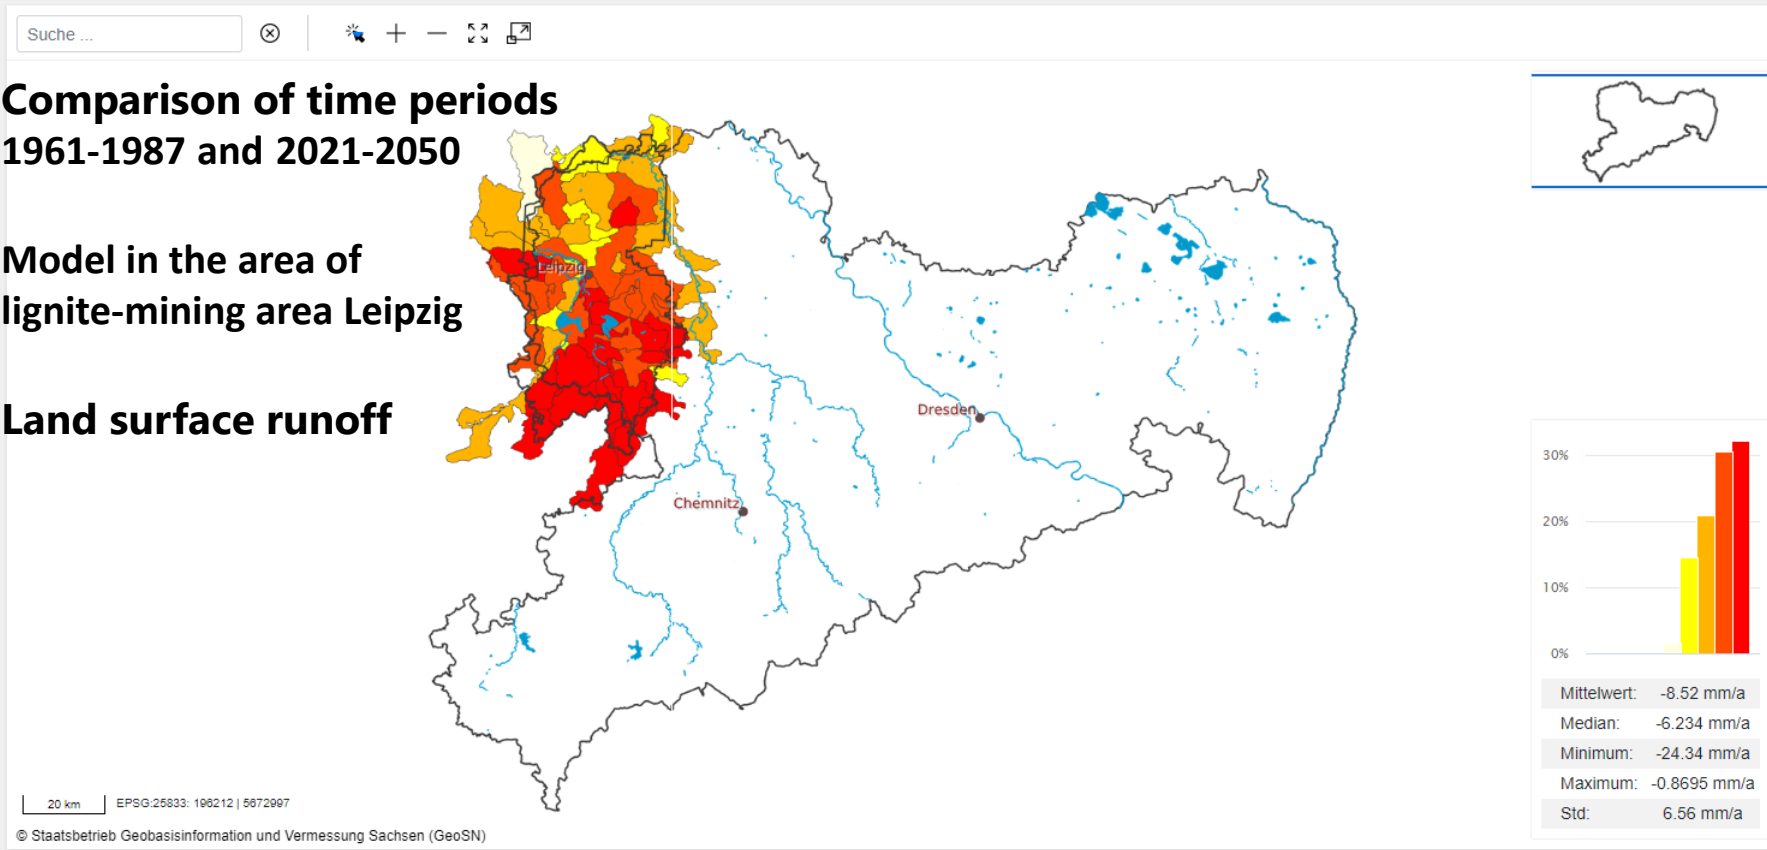 Suche ...
Comparison of time periods
1961-1987 and 2021-2050
Model in the area of
lignite-mining area Leipzig
Land surface runoff
Leipzig
Dresden
Chemnitz
30%
20%
10%
0%
Mittelwert: -8.52 mm/a
Median: -6.234 mm/a
Minimum: -24.34 mm/a
Maximum: -0.8695 mm/a
Std: 6.56 mm/a
20 km EPSG:25833: 196212 | 5672997
© Staatsbetrieb Geobasisinformation und Vermessung Sachsen (GeoSN)